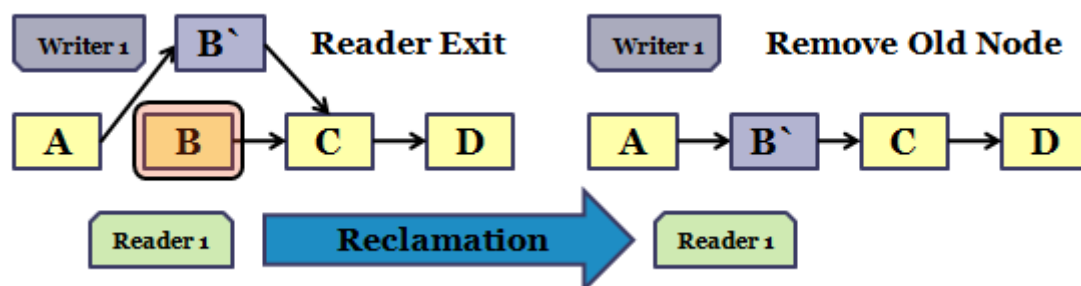 Writer 1
B`
Reader Exit
A
B
C
D
Reader 1
Reclamation
Writer 1
Remove Old Node
A
B`
C
D
Reader 1